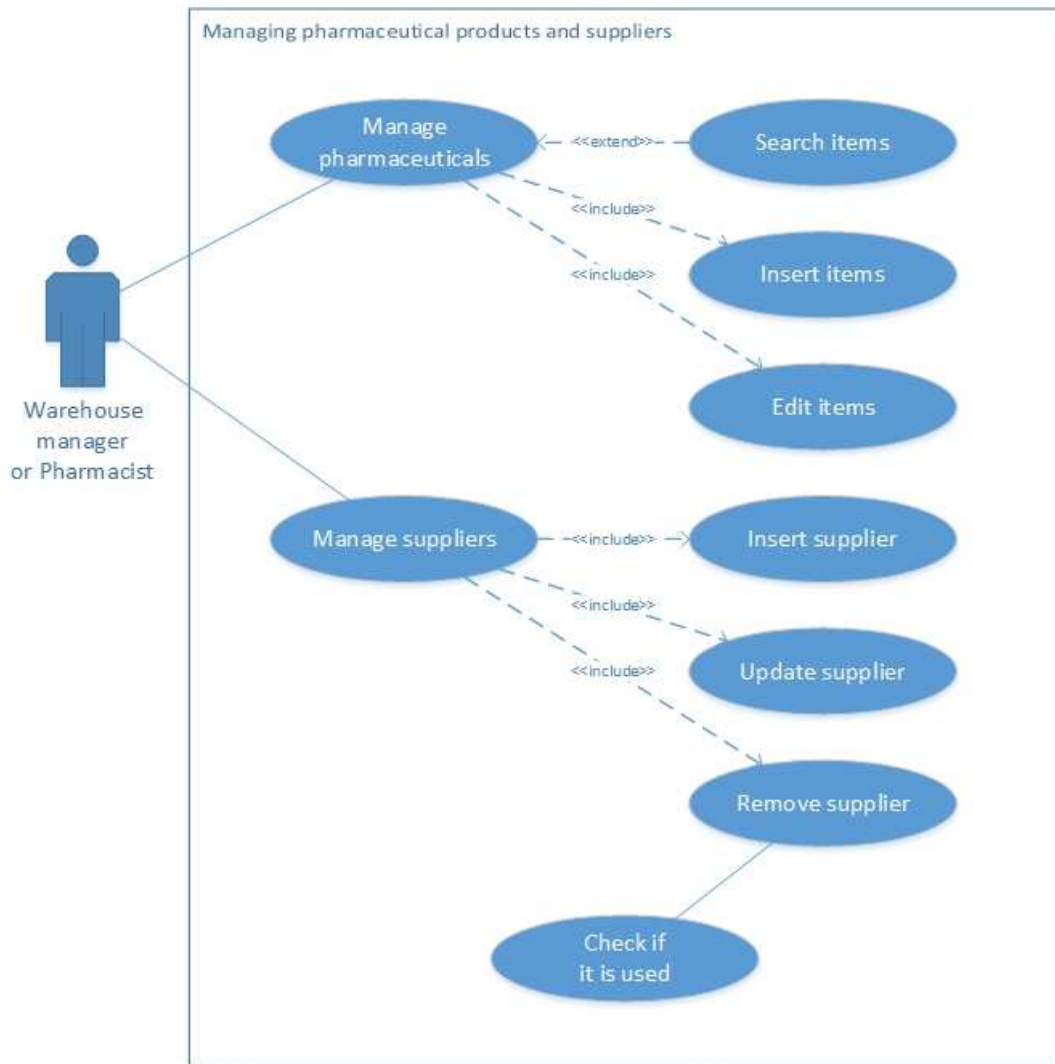 Managing pharmaceutical products and suppliers
Manage
pharmaceuticals
<<extend>>
Search items
<<include>>
Insert items
<<include>>
Edit items
Warehouse
manager
or Pharmacist
Manage suppliers
<<include>>
Insert supplier
<<include>>
Update supplier
<<include>>
Remove supplier
Check if
it is used